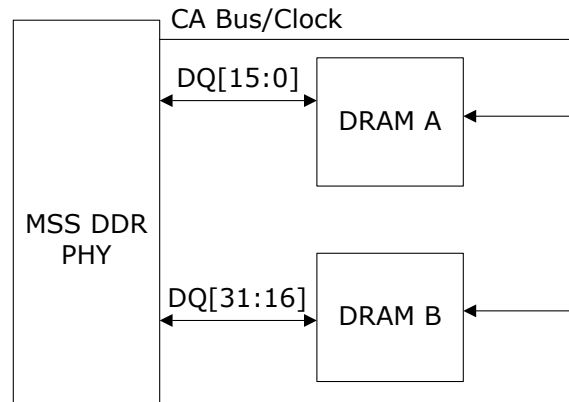 CA Bus/Clock
DQ[15:0]
DRAM A
MSS DDR
PHY
DQ[31:16]
DRAM B